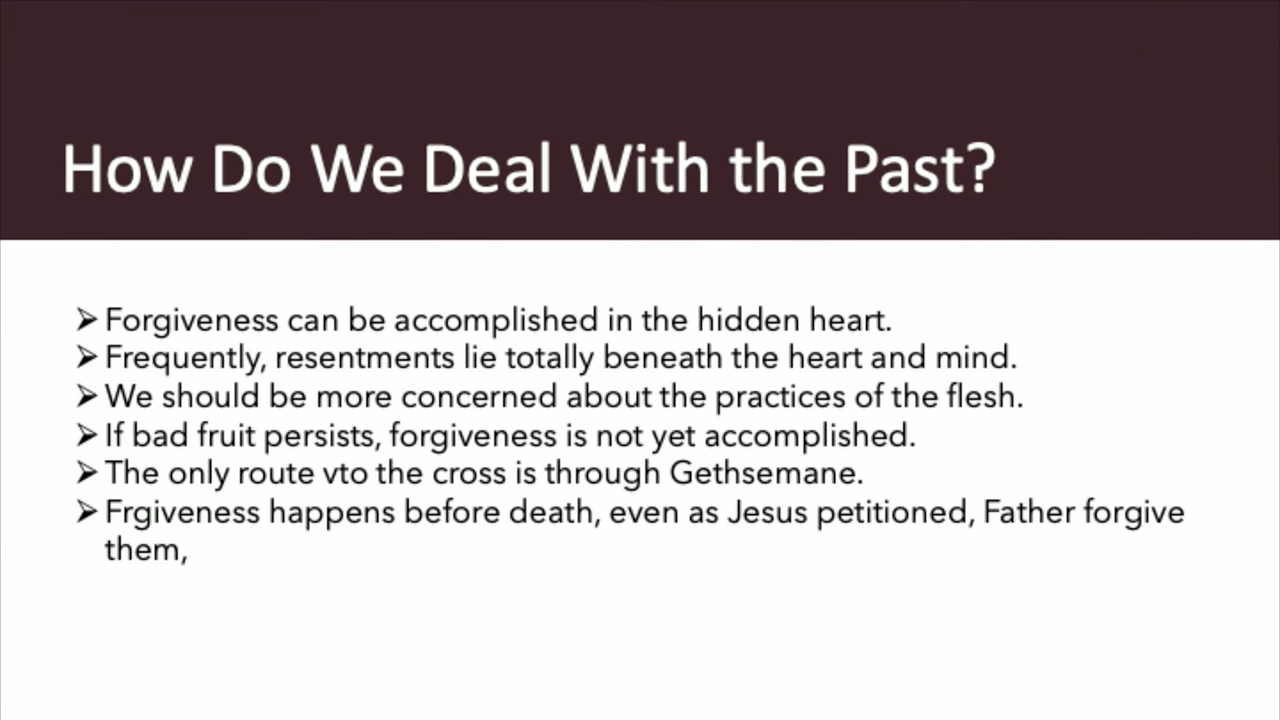 How Do We Deal With the Past?
➢ Forgiveness can be accomplished in the hidden heart.
➢ Frequently, resentments lie totally beneath the heart and mind.
➢ We should be more concerned about the practices of the flesh.
➢ If bad fruit persists, forgiveness is not yet accomplished.
➢ The only route vto the cross is through Gethsemane.
➢ Frgiveness happens before death, even as Jesus petitioned, Father forgive
them,